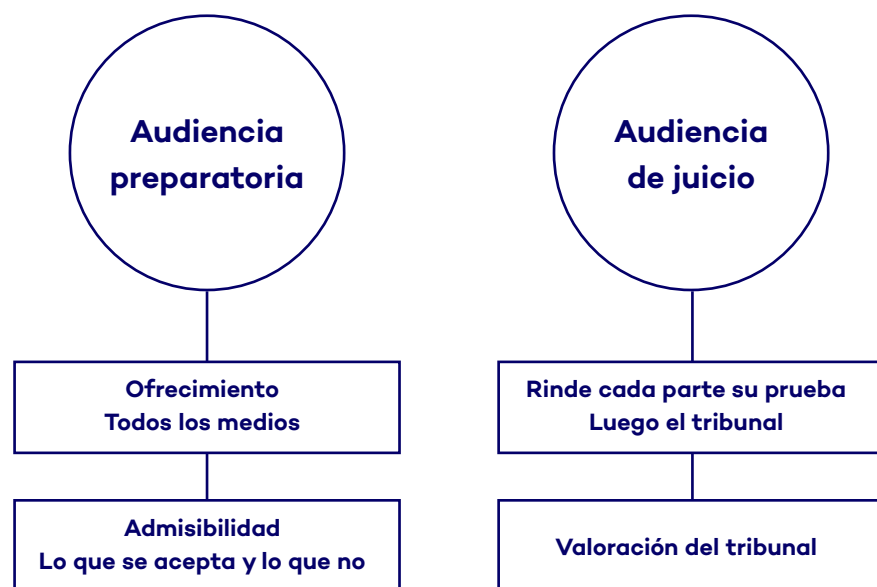 Audiencia
preparatoria
Ofrecimiento
Todos los medios
Admisibilidad
Lo que se acepta y lo que no
Audiencia
de juicio
Rinde cada parte su prueba
Luego el tribunal
Valoración del tribunal